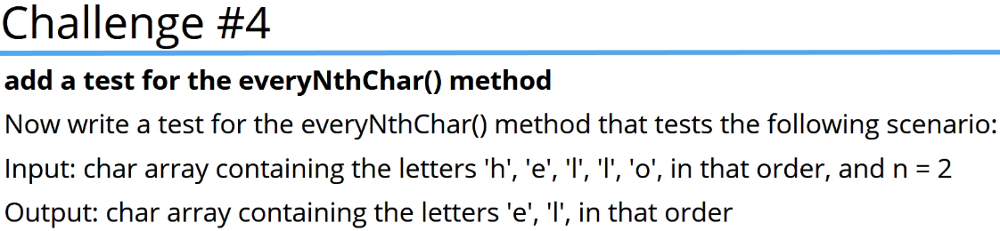 Challenge #4
add a test for the everyNthChar() method
Now write a test for the everyNthChar() method that tests the following scenario:
Input: char array containing the letters 'h', 'e', 'l', 'l', 'o', in that order, and n = 2
Output: char array containing the letters 'e', 'l', in that order